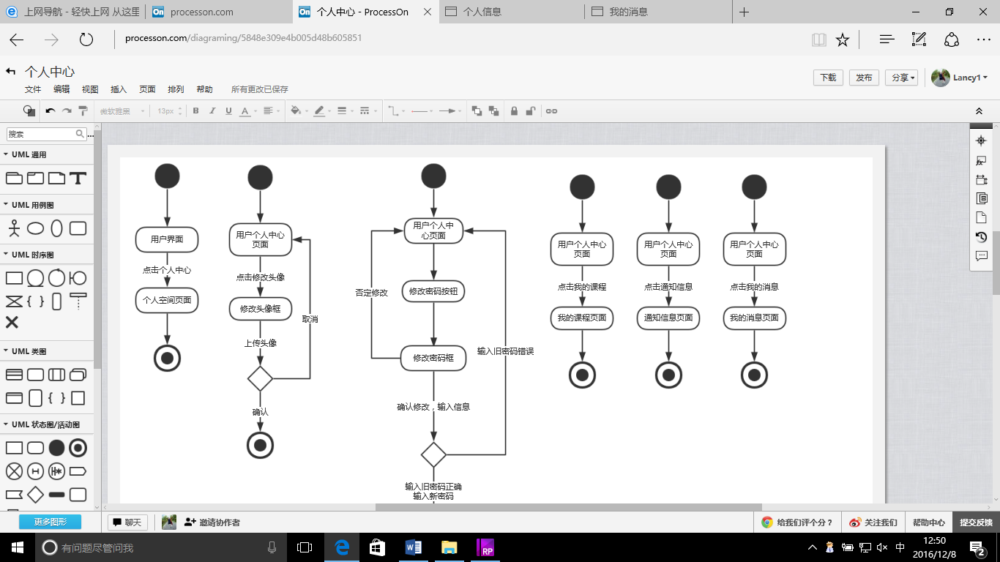 上网导航 - 轻快上网 从这里
processon.com
个人中心 - ProcessOn
个人信息
我的消息
processon.com/diagraming/5848e309e4b005d48b605851
个人中心
下载
发布
分享
Lancy1
文件
编辑
视图
插入
页面
排列
帮助
所有更改已保存
微软雅黑
13px
B
I
U
A
搜索
...
UML 通用
T
UML 用例图
UML 时序图
{ }
UML 类图
{ }
UML 状态图/活动图
H
H*
更多图形
用户界面
点击个人中心
个人空间页面
用户个人中心
页面
点击修改头像
修改头像框
上传头像
取消
确认
用户个人中
心页面
修改密码按钮
否定修改
修改密码框
输入旧密码错误
确认修改，输入信息
输入旧密码正确
输入新密码
用户个人中心
页面
点击我的课程
我的课程页面
用户个人中心
页面
点击通知信息
通知信息页面
用户个人中心
页面
点击我的消息
我的消息页面
聊天
邀请协作者
给我们评个分？
关注我们
帮助中心
提交反馈
有问题尽管问我
RP
中
12:50
2016/12/8
2